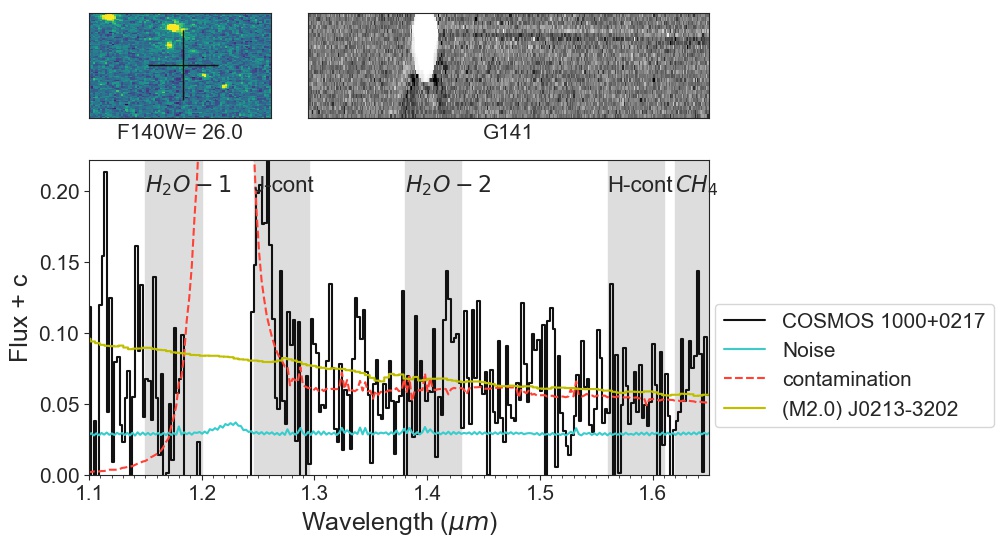 F140W= 26.0
G141
H₂O − 1
J-cont
H₂O − 2
H-cont
CH₄
0.20
0.15
0.10
0.05
0.00
Flux + c
1.1
1.2
1.3
1.4
1.5
1.6
Wavelength (μm)
COSMOS 1000+0217
Noise
contamination
(M2.0) J0213-3202